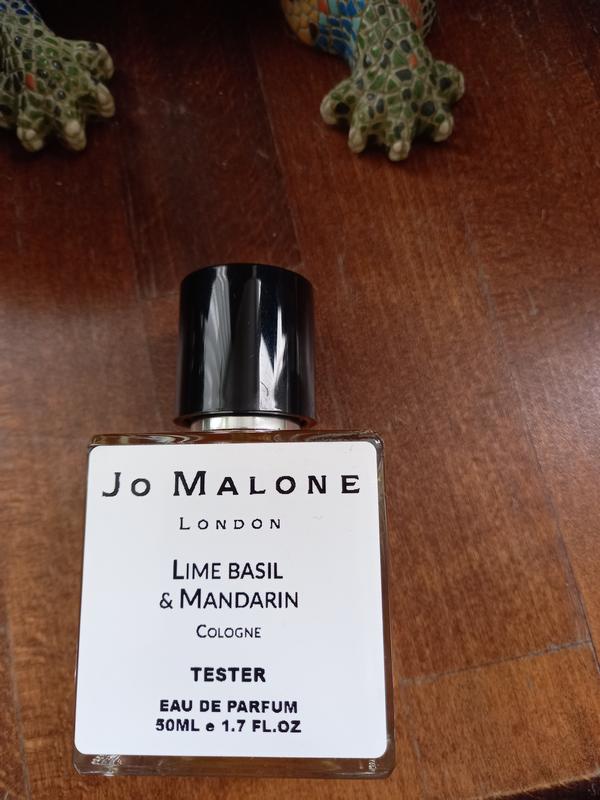 JO MALONE
LONDON
LIME BASIL
& MANDARIN
COLOGNE
TESTER
EAU DE PARFUM
50ML e 1.7 FL.OZ